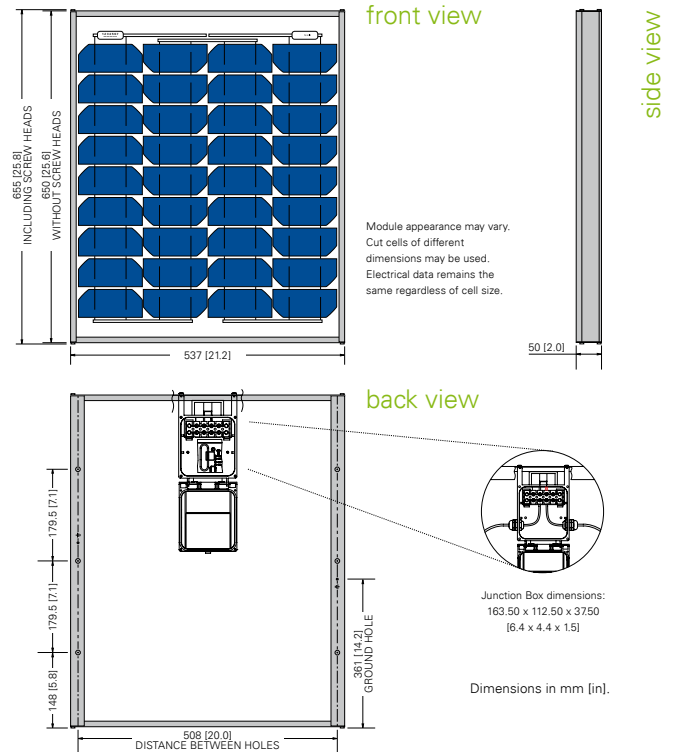 front view
side view
655 [25.8]
INCLUDING SCREW HEADS
650 [25.6]
WITHOUT SCREW HEADS
Module appearance may vary.
Cut cells of different
dimensions may be used.
Electrical data remains the
same regardless of cell size.
537 [21.2]
50 [2.0]
back view
179.5 [7.1]
179.5 [7.1]
148 [5.8]
361 [14.2]
GROUND HOLE
Junction Box dimensions:
163.50 x 112.50 x 37.50
[6.4 x 4.4 x 1.5]
Dimensions in mm [in].
508 [20.0]
DISTANCE BETWEEN HOLES